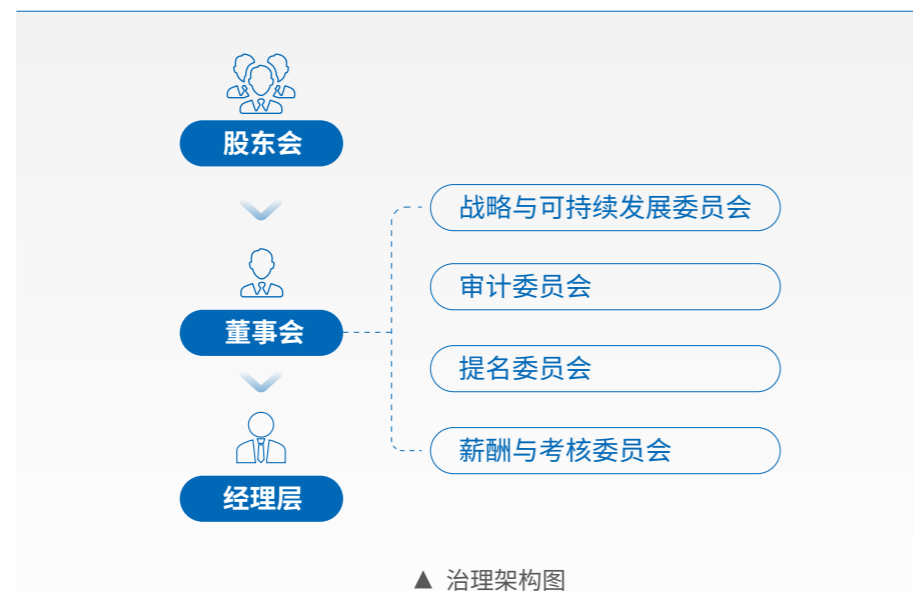 股东会
董事会
经理层
战略与可持续发展委员会
审计委员会
提名委员会
薪酬与考核委员会
▲ 治理架构图